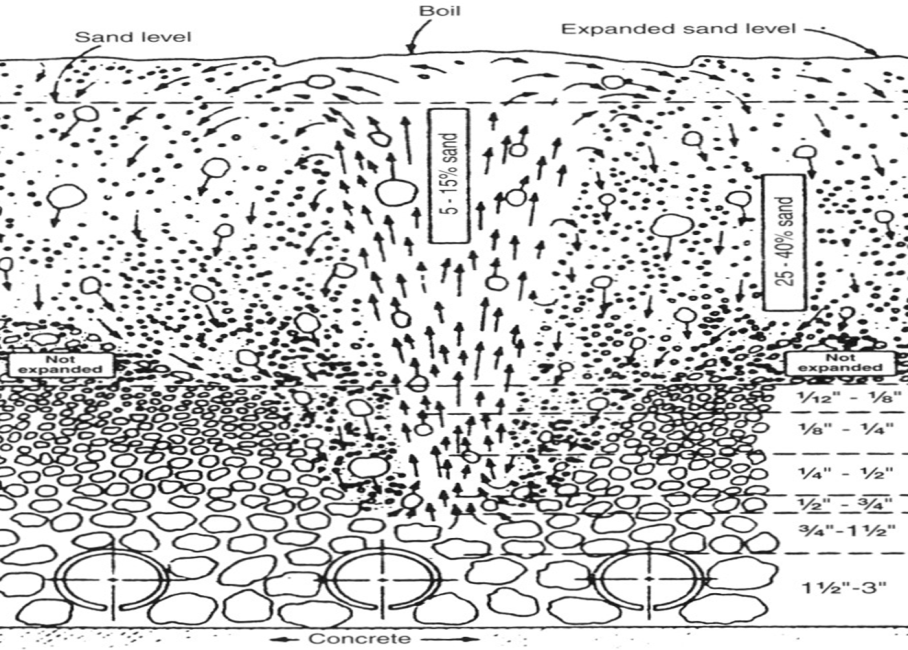 Boil
Sand level
Expanded sand level
5 - 15% sand
25 - 40% sand
Not
expanded
Not
expanded
1/12" - 1/8"
1/8" - 1/4"
1/4" - 1/2"
1/2" - 3/4"
3/4"-1 1/2"
1 1/2"-3"
Concrete